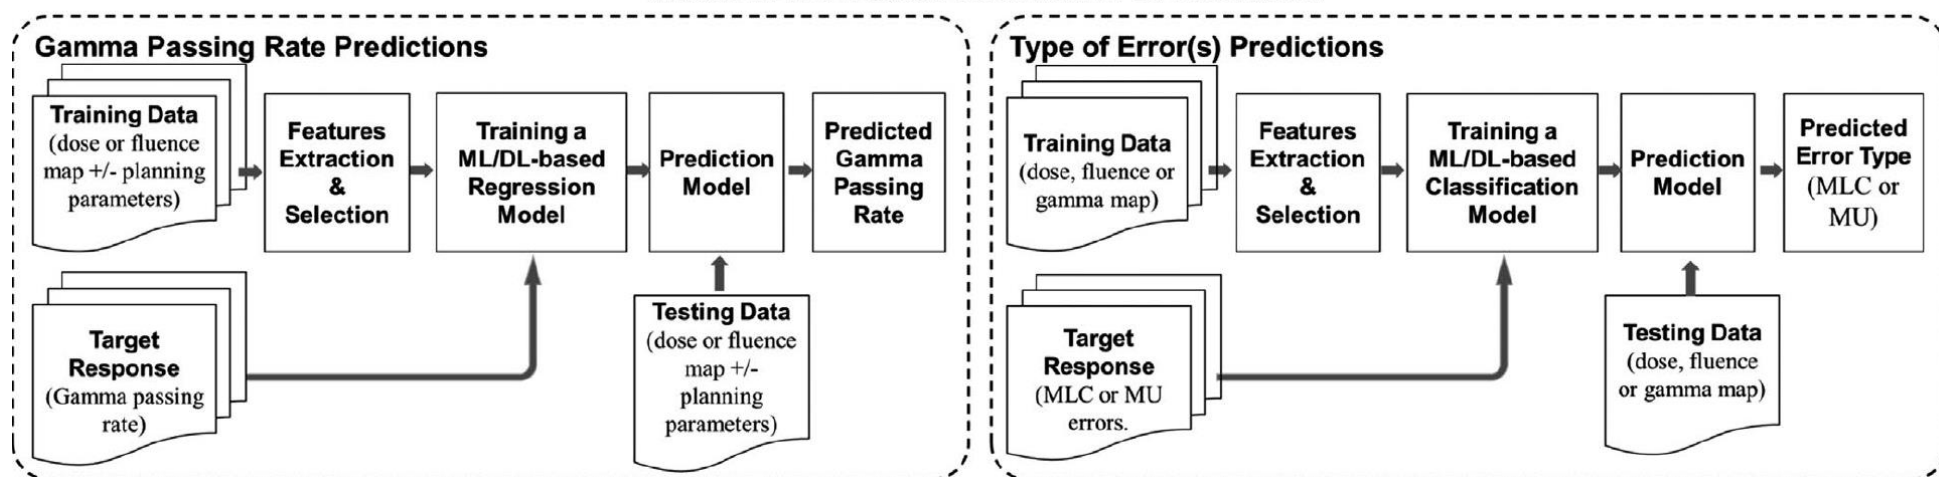 Gamma Passing Rate Predictions
Training Data
(dose or fluence
map +/- planning
parameters)
Features
Extraction
&
Selection
Training a
ML/DL-based
Regression
Model
Prediction
Model
Predicted
Gamma
Passing
Rate
Target
Response
(Gamma passing
rate)
Testing Data
(dose or fluence
map +/-
planning
parameters)
Type of Error(s) Predictions
Training Data
(dose, fluence or
gamma map)
Features
Extraction
&
Selection
Training a
ML/DL-based
Classification
Model
Prediction
Model
Predicted
Error Type
(MLC or
MU)
Target
Response
(MLC or MU
errors.
Testing Data
(dose, fluence
or gamma map)